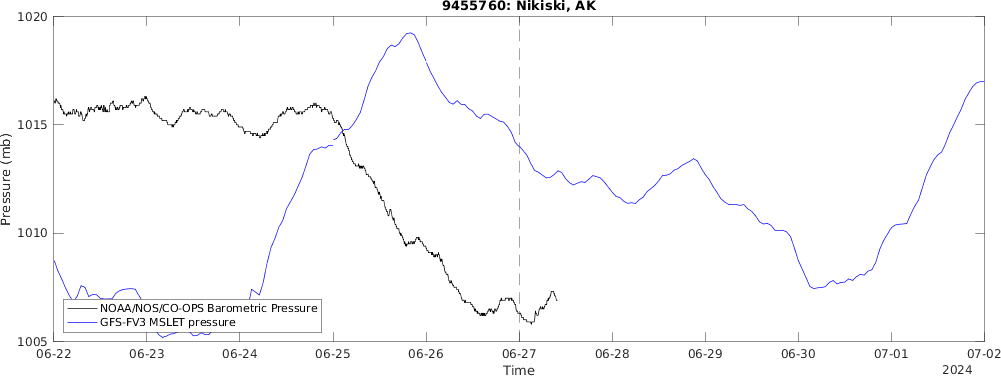 9455760: Nikiski, AK
1020
1015
1010
1005
Pressure (mb)
NOAA/NOS/CO-OPS Barometric Pressure
GFS-FV3 MSLET pressure
06-22 06-23 06-24 06-25 06-26 06-27 06-28 06-29 06-30 07-01 07-02
Time
2024